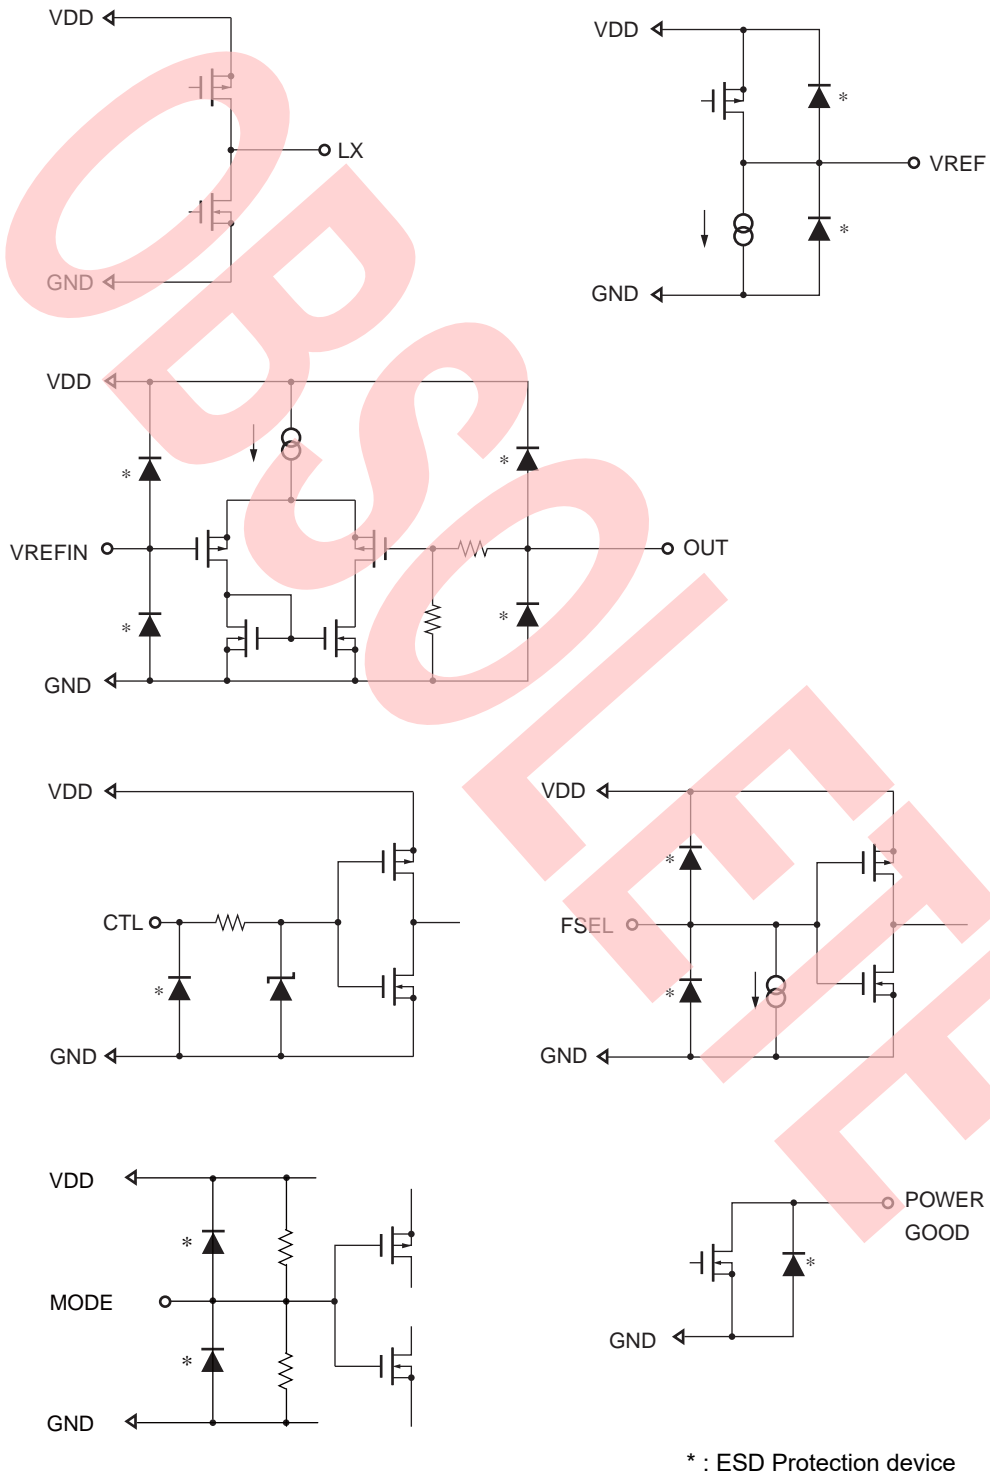 VDD
LX
GND
VDD
*
VREF
*
GND
VDD
*
*
VREFIN
OUT
*
*
GND
VDD
CTL
*
GND
VDD
*
FSEL
*
GND
VDD
*
MODE
*
GND
POWER
GOOD
*
GND
* : ESD Protection device
OBSOLETE